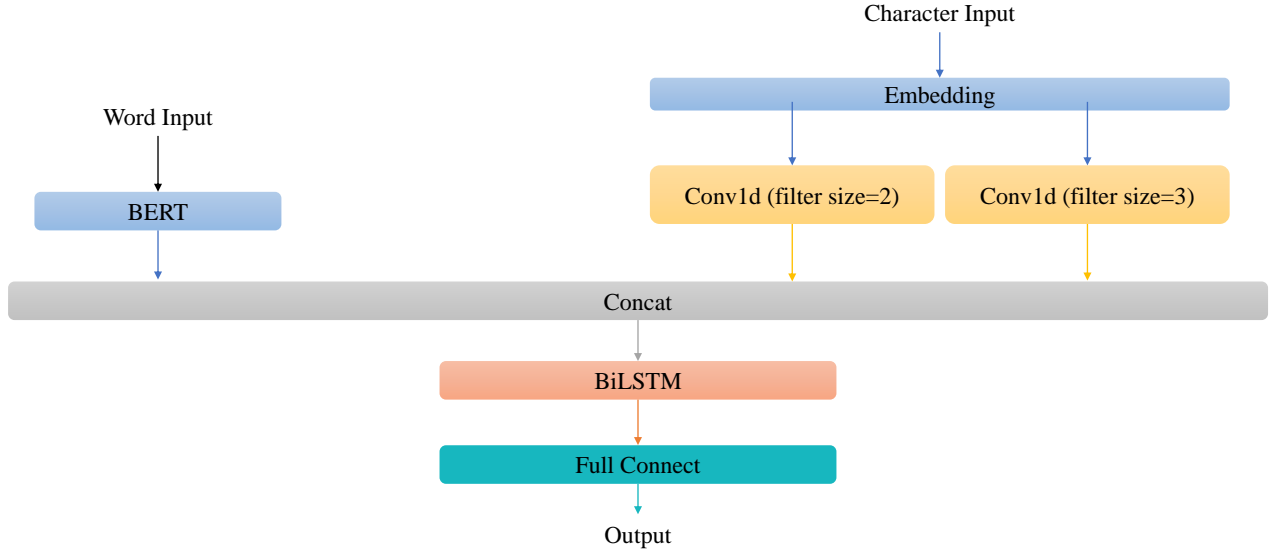 Character Input
Embedding
Word Input
Conv1d (filter size=2)
Conv1d (filter size=3)
BERT
Concat
BiLSTM
Full Connect
Output